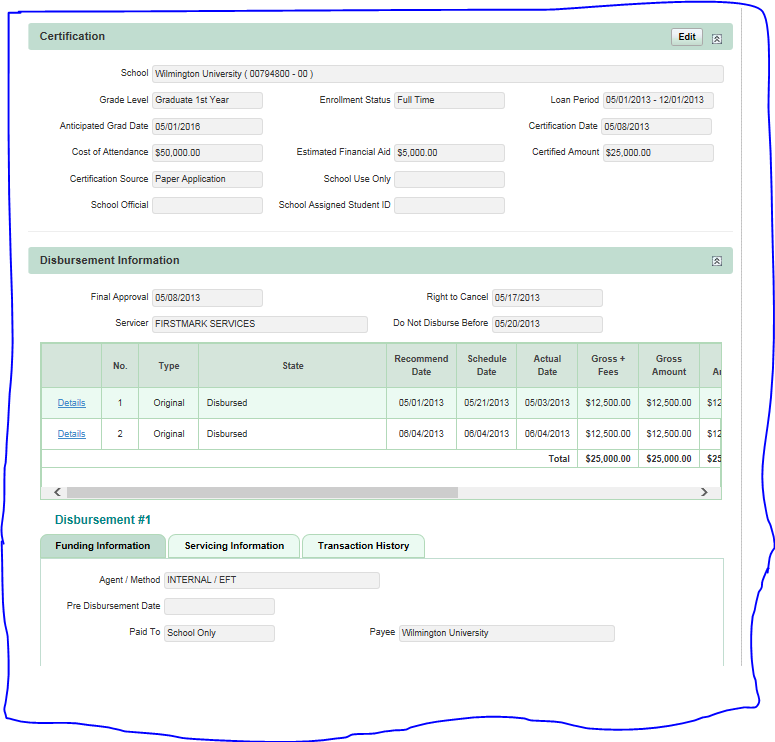 Certification Edit
School Wilmington University ( 00794800 - 00 )
Grade Level Graduate 1st Year Enrollment Status Full Time Loan Period 05/01/2013 - 12/01/2013
Anticipated Grad Date 05/01/2016 Certification Date 05/08/2013
Cost of Attendance $50,000.00 Estimated Financial Aid $5,000.00 Certified Amount $25,000.00
Certification Source Paper Application School Use Only
School Official School Assigned Student ID
Disbursement Information
Final Approval 05/08/2013 Right to Cancel 05/17/2013
Servicer FIRSTMARK SERVICES Do Not Disburse Before 05/20/2013
No. Type State Recommend Date Schedule Date Actual Date Gross + Fees Gross Amount
Details 1 Original Disbursed 05/01/2013 05/21/2013 05/03/2013 $12,500.00 $12,500.00 $12
Details 2 Original Disbursed 06/04/2013 06/04/2013 06/04/2013 $12,500.00 $12,500.00 $12
Total $25,000.00 $25,000.00 $25
Disbursement #1
Funding Information Servicing Information Transaction History
Agent / Method INTERNAL / EFT
Pre Disbursement Date
Paid To School Only Payee Wilmington University